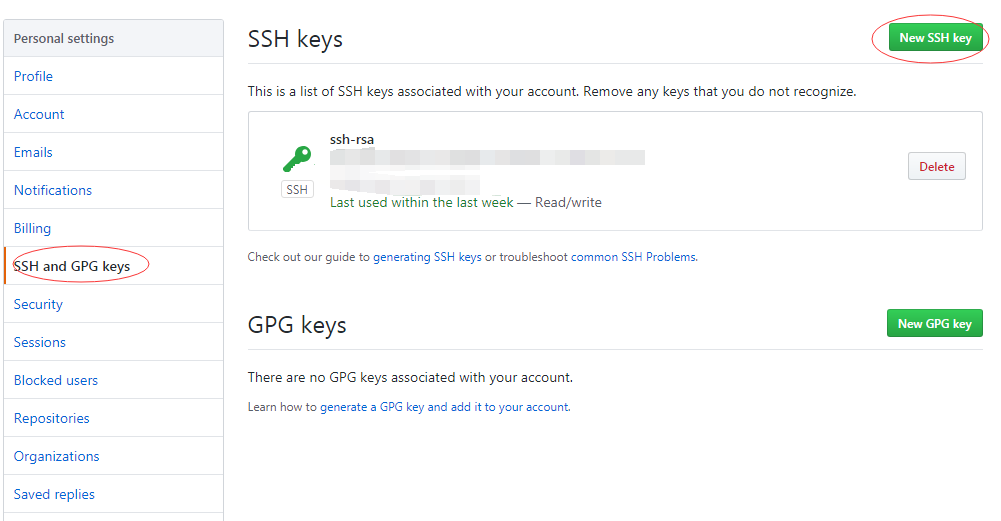 Personal settings
Profile
Account
Emails
Notifications
Billing
SSH and GPG keys
Security
Sessions
Blocked users
Repositories
Organizations
Saved replies
SSH keys
New SSH key
This is a list of SSH keys associated with your account. Remove any keys that you do not recognize.
ssh-rsa
SSH
Last used within the last week — Read/write
Delete
Check out our guide to generating SSH keys or troubleshoot common SSH Problems.
GPG keys
New GPG key
There are no GPG keys associated with your account.
Learn how to generate a GPG key and add it to your account.